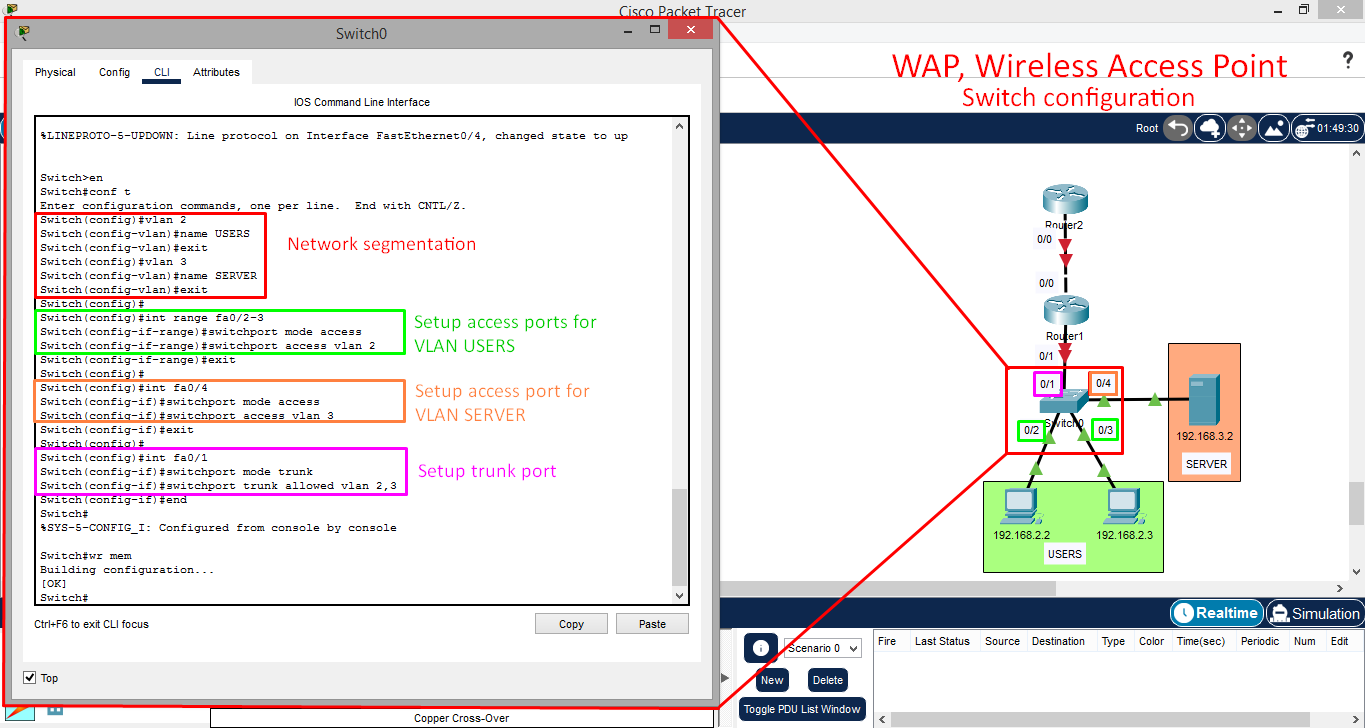 Cisco Packet Tracer
Switch0
Physical Config CLI Attributes
IOS Command Line Interface
%LINEPROTO-5-UPDOWN: Line protocol on Interface FastEthernet0/4, changed state to up
Switch>en
Switch#conf t
Enter configuration commands, one per line.  End with CNTL/Z.
Switch(config)#vlan 2
Switch(config-vlan)#name USERS
Switch(config-vlan)#exit
Switch(config)#vlan 3
Switch(config-vlan)#name SERVER
Switch(config-vlan)#exit
Switch(config)#
Switch(config)#int range fa0/2-3
Switch(config-if-range)#switchport mode access
Switch(config-if-range)#switchport access vlan 2
Switch(config-if-range)#exit
Switch(config)#
Switch(config)#int fa0/4
Switch(config-if)#switchport mode access
Switch(config-if)#switchport access vlan 3
Switch(config-if)#exit
Switch(config)#
Switch(config)#int fa0/1
Switch(config-if)#switchport mode trunk
Switch(config-if)#switchport trunk allowed vlan 2,3
Switch(config-if)#end
Switch#
%SYS-5-CONFIG_I: Configured from console by console
Switch#wr mem
Building configuration...
[OK]
Switch#
Network segmentation
Setup access ports for
VLAN USERS
Setup access port for
VLAN SERVER
Setup trunk port
Ctrl+F6 to exit CLI focus
Copy Paste
Top
Copper Cross-Over
WAP, Wireless Access Point
Switch configuration
?
Root 01:49:30
Router2
0/0
0/0
Router1
0/1
0/1 0/4
Switch0
0/2 0/3
192.168.3.2
SERVER
192.168.2.2 192.168.2.3
USERS
Realtime Simulation
Scenario 0
New Delete
Toggle PDU List Window
Fire Last Status Source Destination Type Color Time(sec) Periodic Num Edit